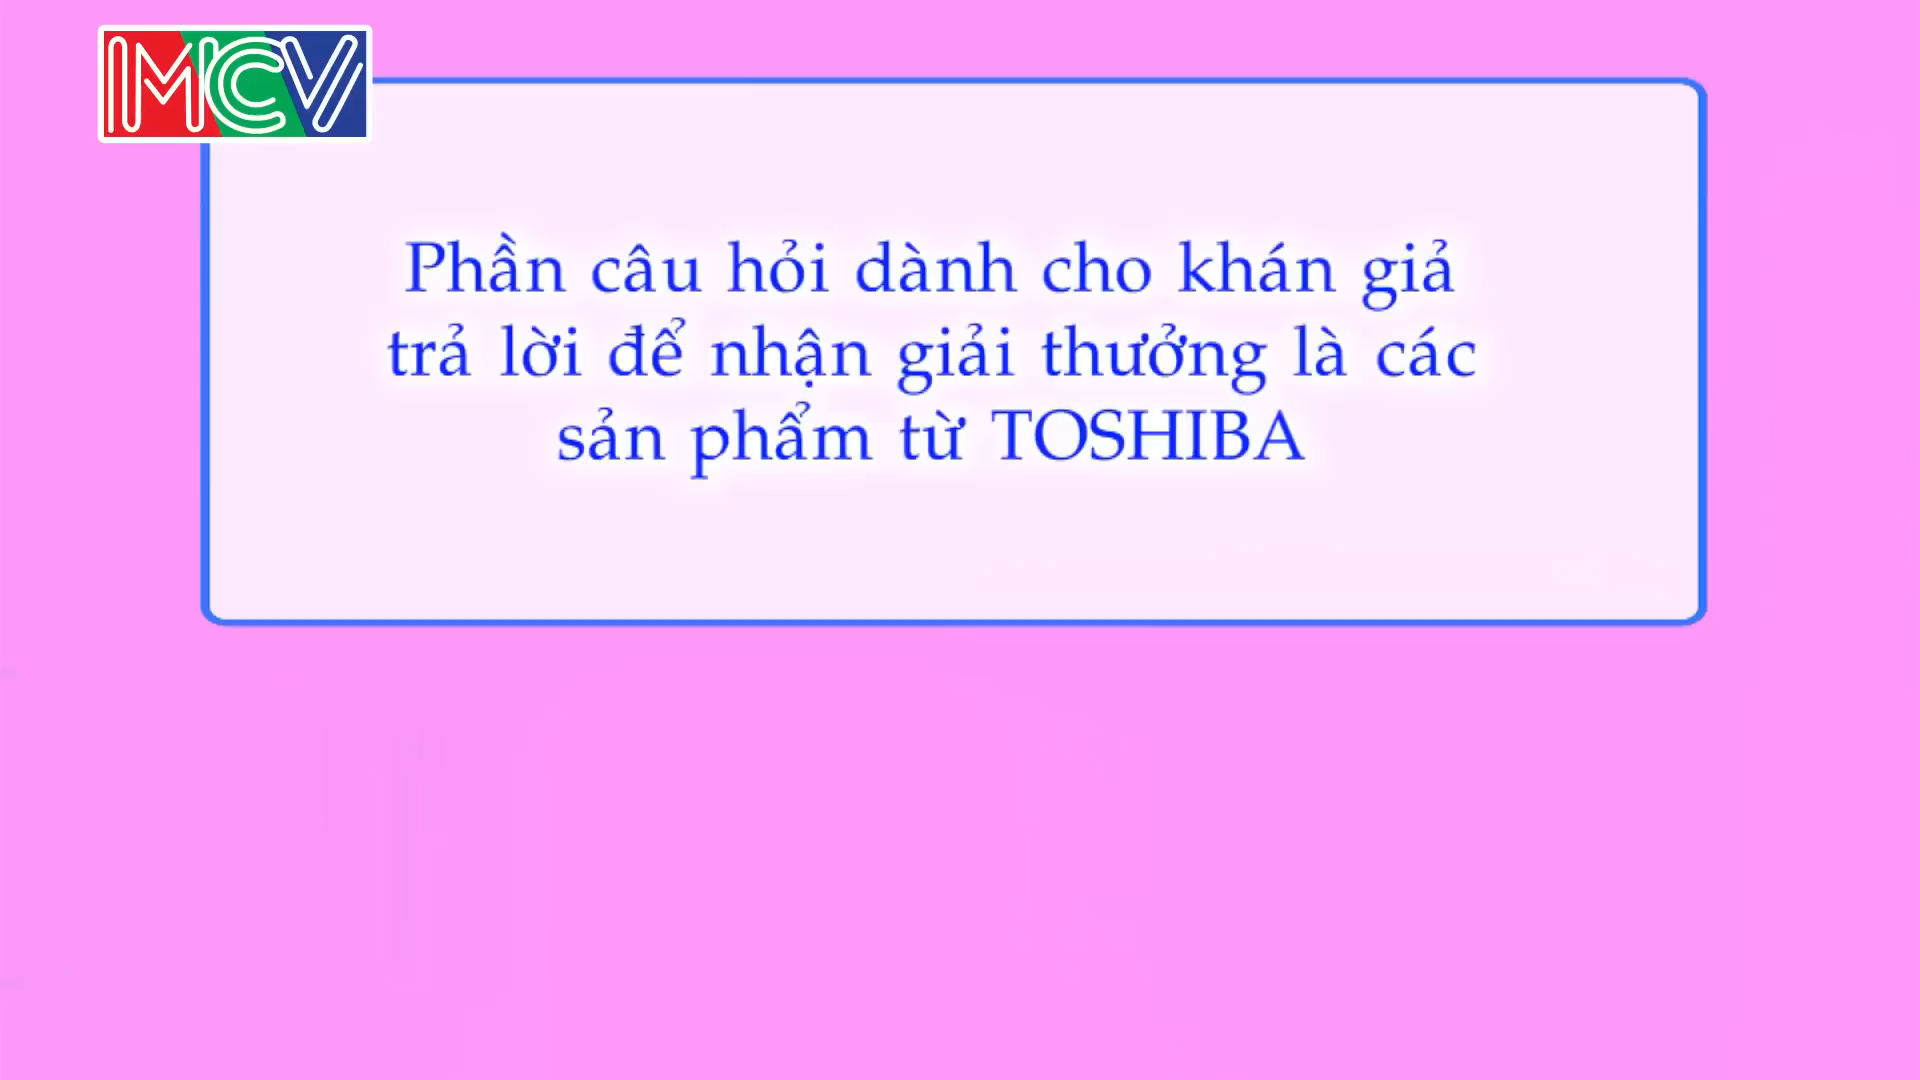 MCV
Phần câu hỏi dành cho khán giả
trả lời để nhận giải thưởng là các
sản phẩm từ TOSHIBA